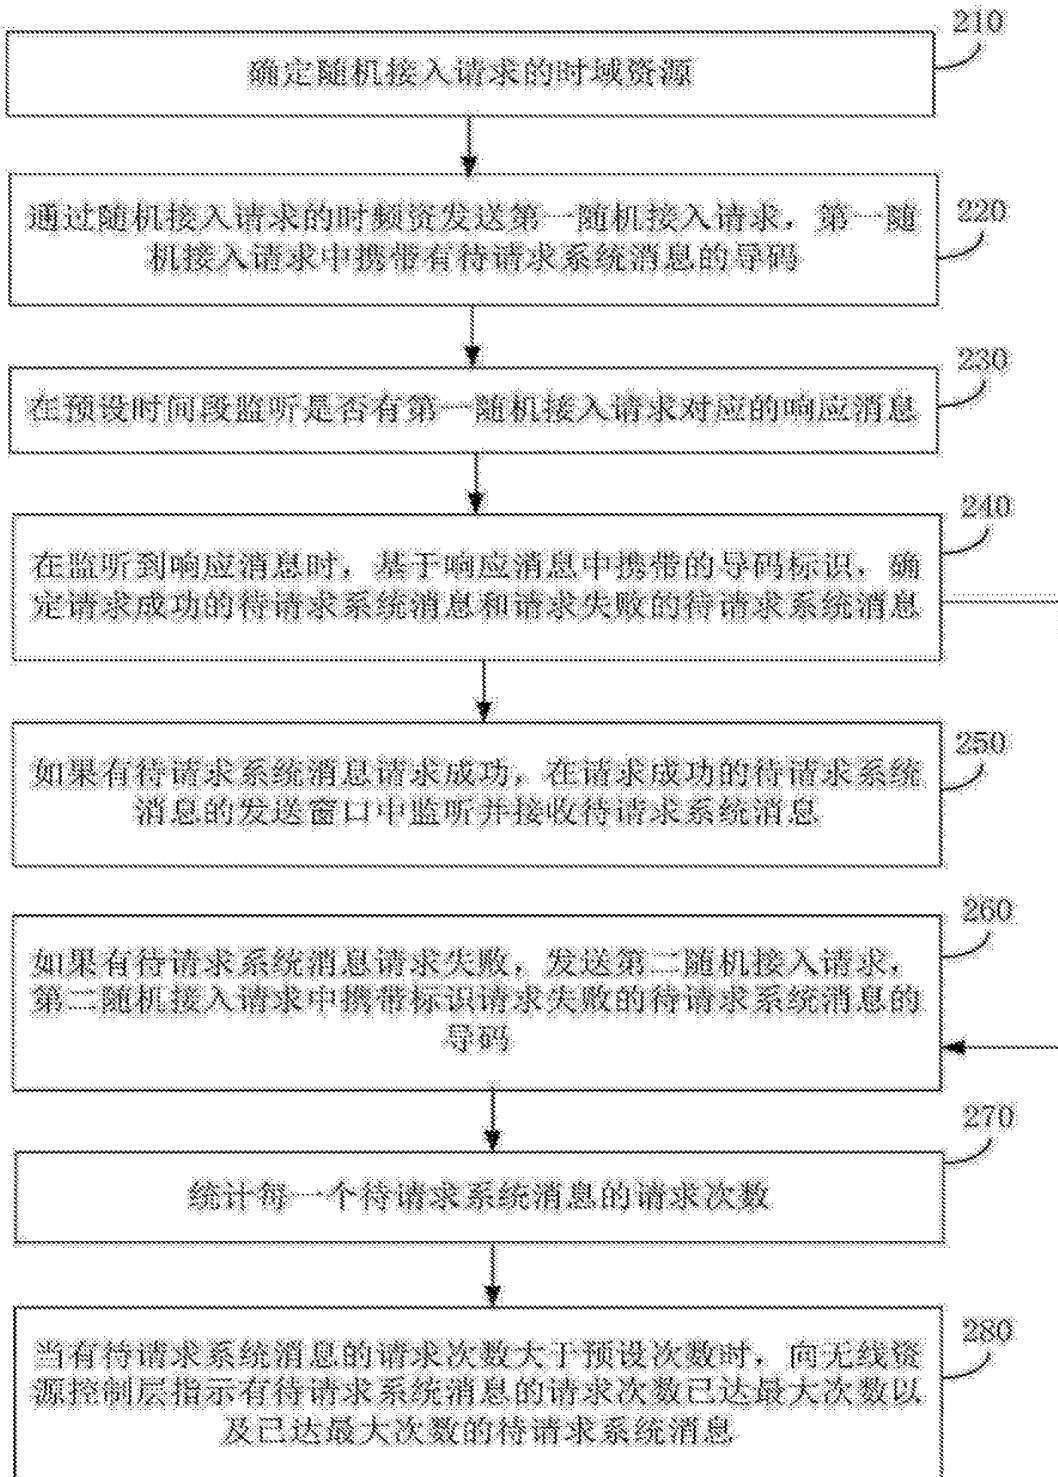 210
确定随机接入请求的时域资源
220
通过随机接入请求的时频资发送第一随机接入请求，第一随
机接入请求中携带有待请求系统消息的导码
230
在预设时间段监听是否有第一随机接入请求对应的响应消息
240
在监听到响应消息时，基于响应消息中携带的导码标识，确
定请求成功的待请求系统消息和请求失败的待请求系统消息
250
如果有待请求系统消息请求成功，在请求成功的待请求系统
消息的发送窗口中监听并接收待请求系统消息
260
如果有待请求系统消息请求失败，发送第二随机接入请求，
第二随机接入请求中携带标识请求失败的待请求系统消息的
导码
270
统计每一个待请求系统消息的请求次数
280
当有待请求系统消息的请求次数大于预设次数时，向无线资
源控制层指示有待请求系统消息的请求次数已达最大次数以
及已达最大次数的待请求系统消息